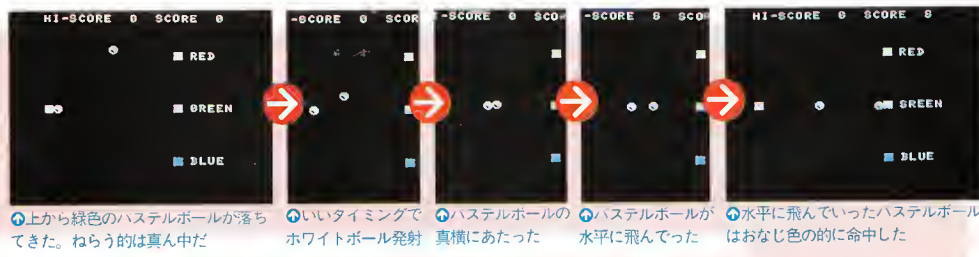 HI-SCORE 0 SCORE 0
RED
GREEN
BLUE
-SCORE 0 SCOR
-SCORE 0 SCO
-SCORE 8 SCO
HI-SCORE 0 SCORE 8
RED
GREEN
BLUE
上から緑色のパステルボールが落ち
てきた。ねらう的は真ん中だ
いいタイミングで
ホワイトボール発射
パステルボールの
真横にあたった
パステルボールが
水平に飛んでった
水平に飛んでいったパステルボール
はおなじ色の的に命中した